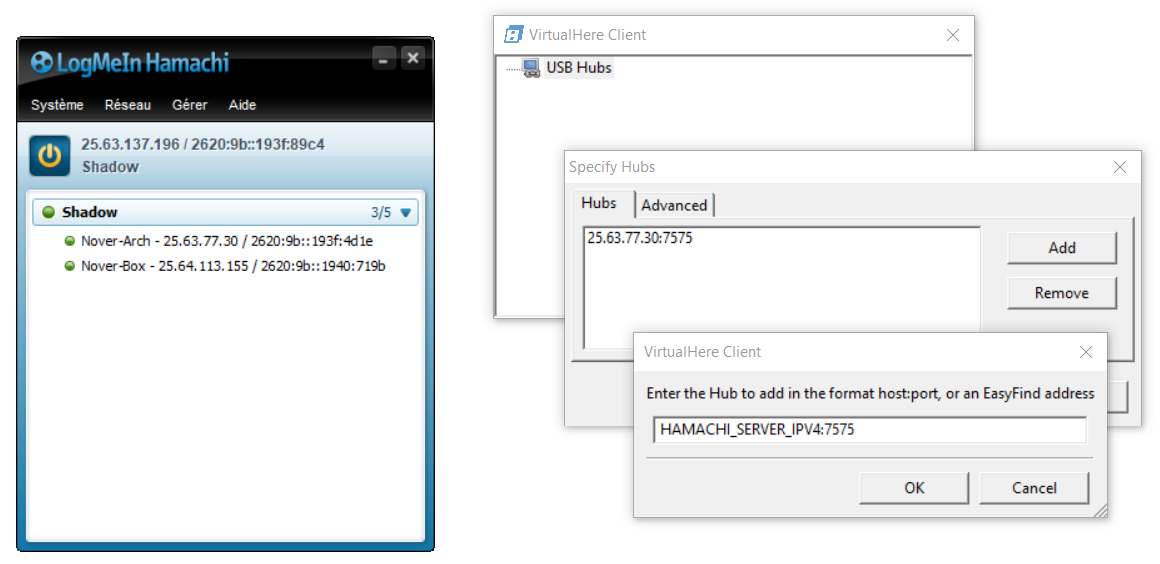 LogMeIn Hamachi
Système Réseau Gérer Aide
25.63.137.196 / 2620:9b::193f:89c4
Shadow
Shadow 3/5
Nover-Arch - 25.63.77.30 / 2620:9b::193f:4d1e
Nover-Box - 25.64.113.155 / 2620:9b::1940:719b
VirtualHere Client
USB Hubs
Specify Hubs
Hubs Advanced
25.63.77.30:7575
Add
Remove
VirtualHere Client
Enter the Hub to add in the format host:port, or an EasyFind address
HAMACHI_SERVER_IPV4:7575
OK Cancel